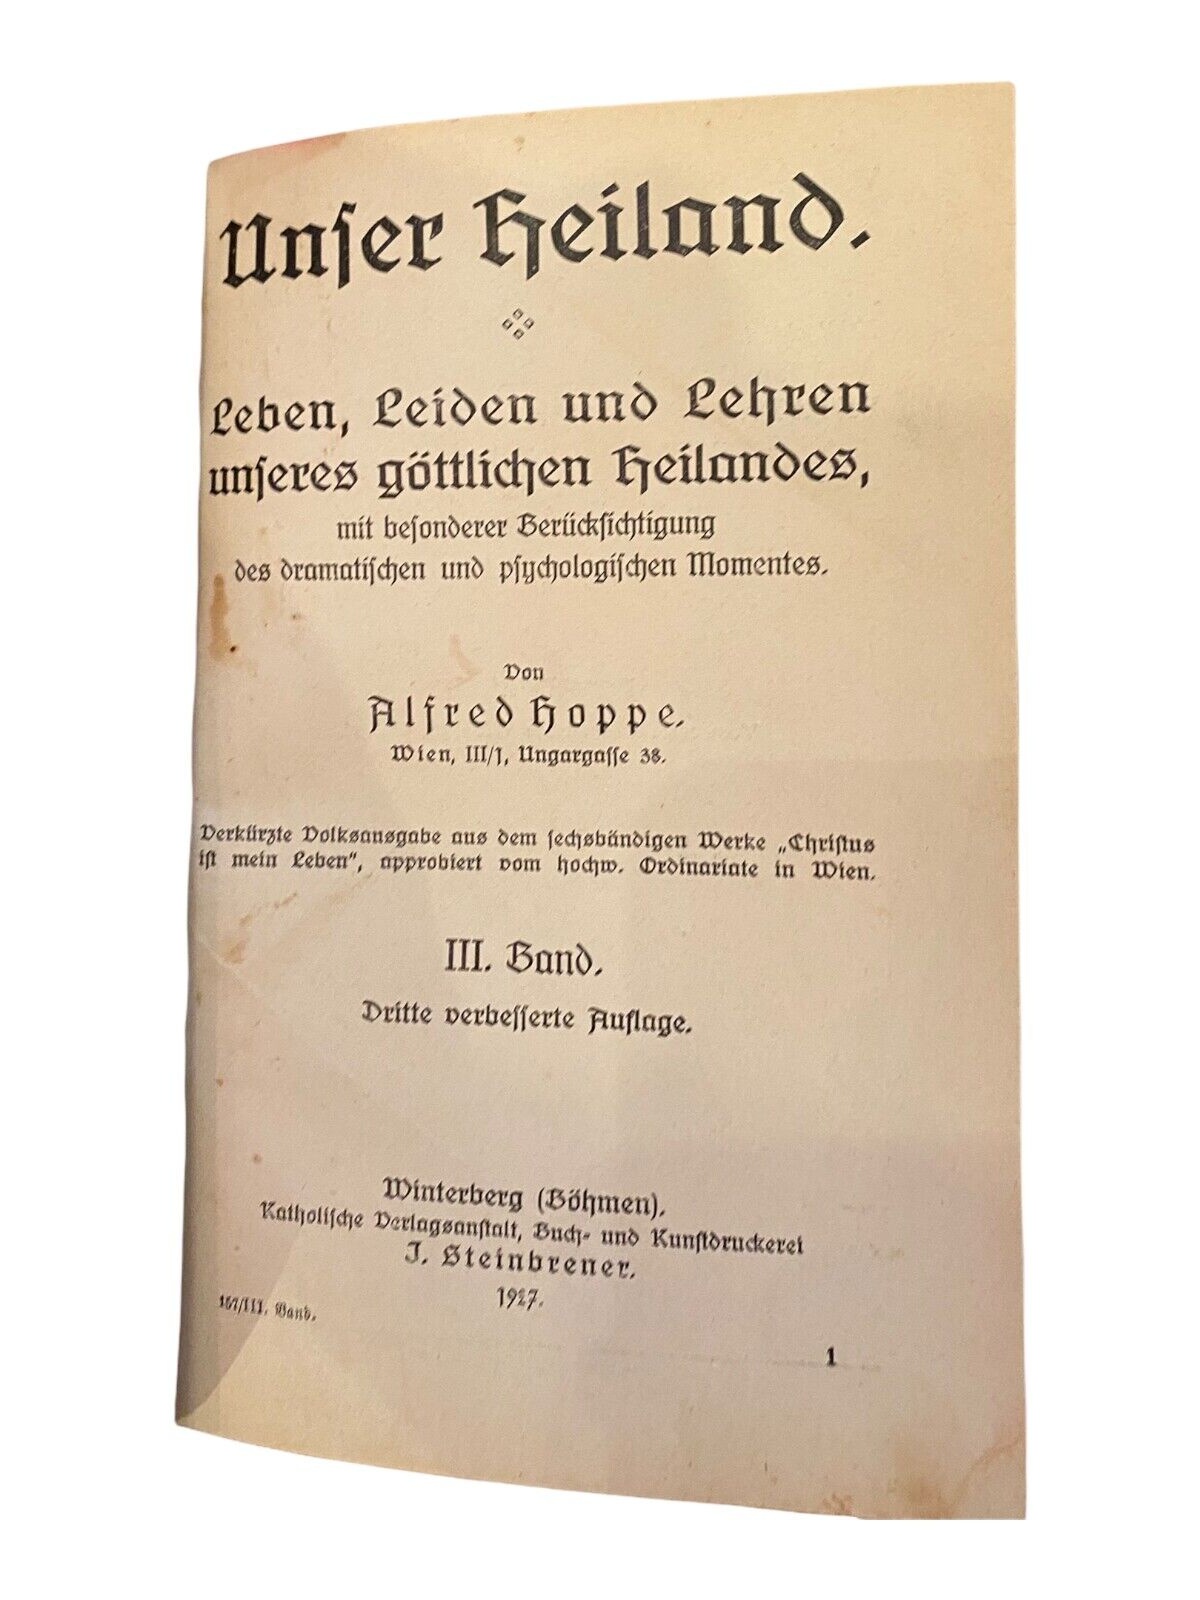 Unser Heiland.
Leben, Leiden und Lehren
unseres göttlichen Heilandes,
mit besonderer Berücksichtigung
des dramatischen und psychologischen Momentes.
Von
Alfred Hoppe.
Wien, III/1, Ungargasse 38.
Verkürzte Volksausgabe aus dem sechsbändigen Werke „Christus
ist mein Leben", approbiert vom hochw. Ordinariate in Wien.
III. Band.
Dritte verbesserte Auflage.
Winterberg (Böhmen).
Katholische Verlagsanstalt, Buch- und Kunstdruckerei
J. Steinbrener.
1927.
167/III. Band.
1